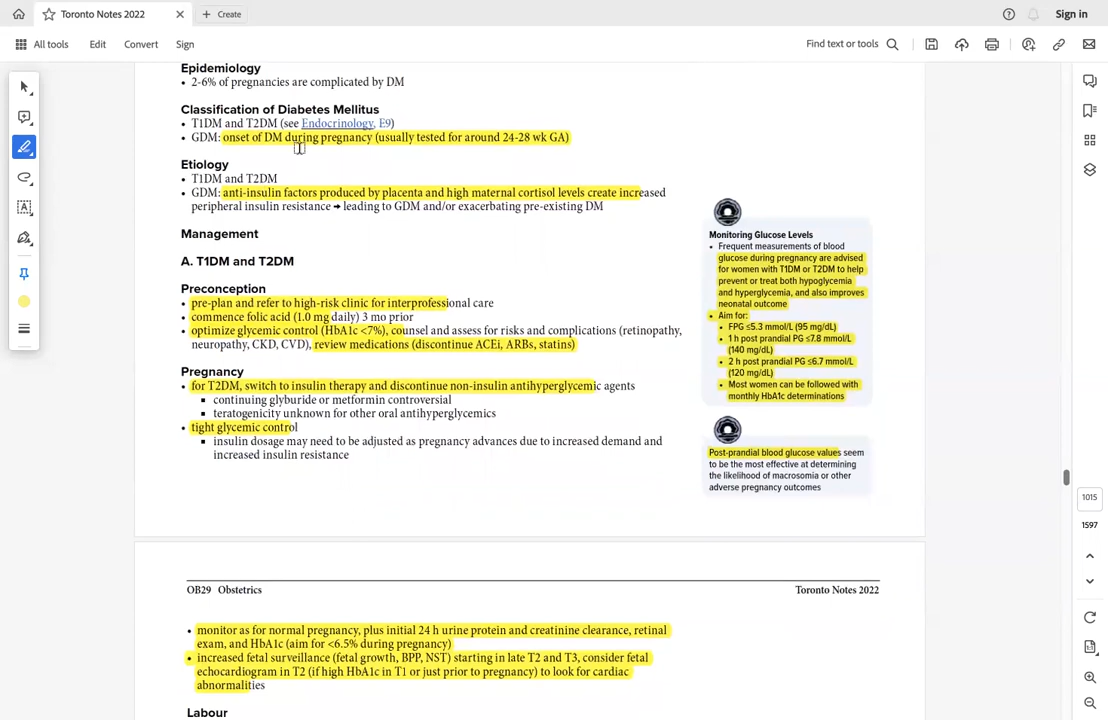 Toronto Notes 2022
Create
Sign in
All tools
Edit
Convert
Sign
Find text or tools
Epidemiology
• 2-6% of pregnancies are complicated by DM
Classification of Diabetes Mellitus
• T1DM and T2DM (see Endocrinology, E9)
• GDM: onset of DM during pregnancy (usually tested for around 24-28 wk GA)
Etiology
• T1DM and T2DM
• GDM: anti-insulin factors produced by placenta and high maternal cortisol levels create increased
peripheral insulin resistance → leading to GDM and/or exacerbating pre-existing DM
Management
A. T1DM and T2DM
Preconception
• pre-plan and refer to high-risk clinic for interprofessional care
• commence folic acid (1.0 mg daily) 3 mo prior
• optimize glycemic control (HbA1c <7%), counsel and assess for risks and complications (retinopathy,
neuropathy, CKD, CVD), review medications (discontinue ACEi, ARBs, statins)
Pregnancy
• for T2DM, switch to insulin therapy and discontinue non-insulin antihyperglycemic agents
▪ continuing glyburide or metformin controversial
▪ teratogenicity unknown for other oral antihyperglycemics
• tight glycemic control
▪ insulin dosage may need to be adjusted as pregnancy advances due to increased demand and
increased insulin resistance
Monitoring Glucose Levels
• Frequent measurements of blood
glucose during pregnancy are advised
for women with T1DM or T2DM to help
prevent or treat both hypoglycemia
and hyperglycemia, and also improves
neonatal outcome
• Aim for:
• FPG ≤5.3 mmol/L (95 mg/dL)
• 1 h post prandial PG ≤7.8 mmol/L
(140 mg/dL)
• 2 h post prandial PG ≤6.7 mmol/L
(120 mg/dL)
• Most women can be followed with
monthly HbA1c determinations
Post-prandial blood glucose values seem
to be the most effective at determining
the likelihood of macrosomia or other
adverse pregnancy outcomes
1015
1597
OB29 Obstetrics
Toronto Notes 2022
• monitor as for normal pregnancy, plus initial 24 h urine protein and creatinine clearance, retinal
exam, and HbA1c (aim for <6.5% during pregnancy)
• increased fetal surveillance (fetal growth, BPP, NST) starting in late T2 and T3, consider fetal
echocardiogram in T2 (if high HbA1c in T1 or just prior to pregnancy) to look for cardiac
abnormalities
Labour